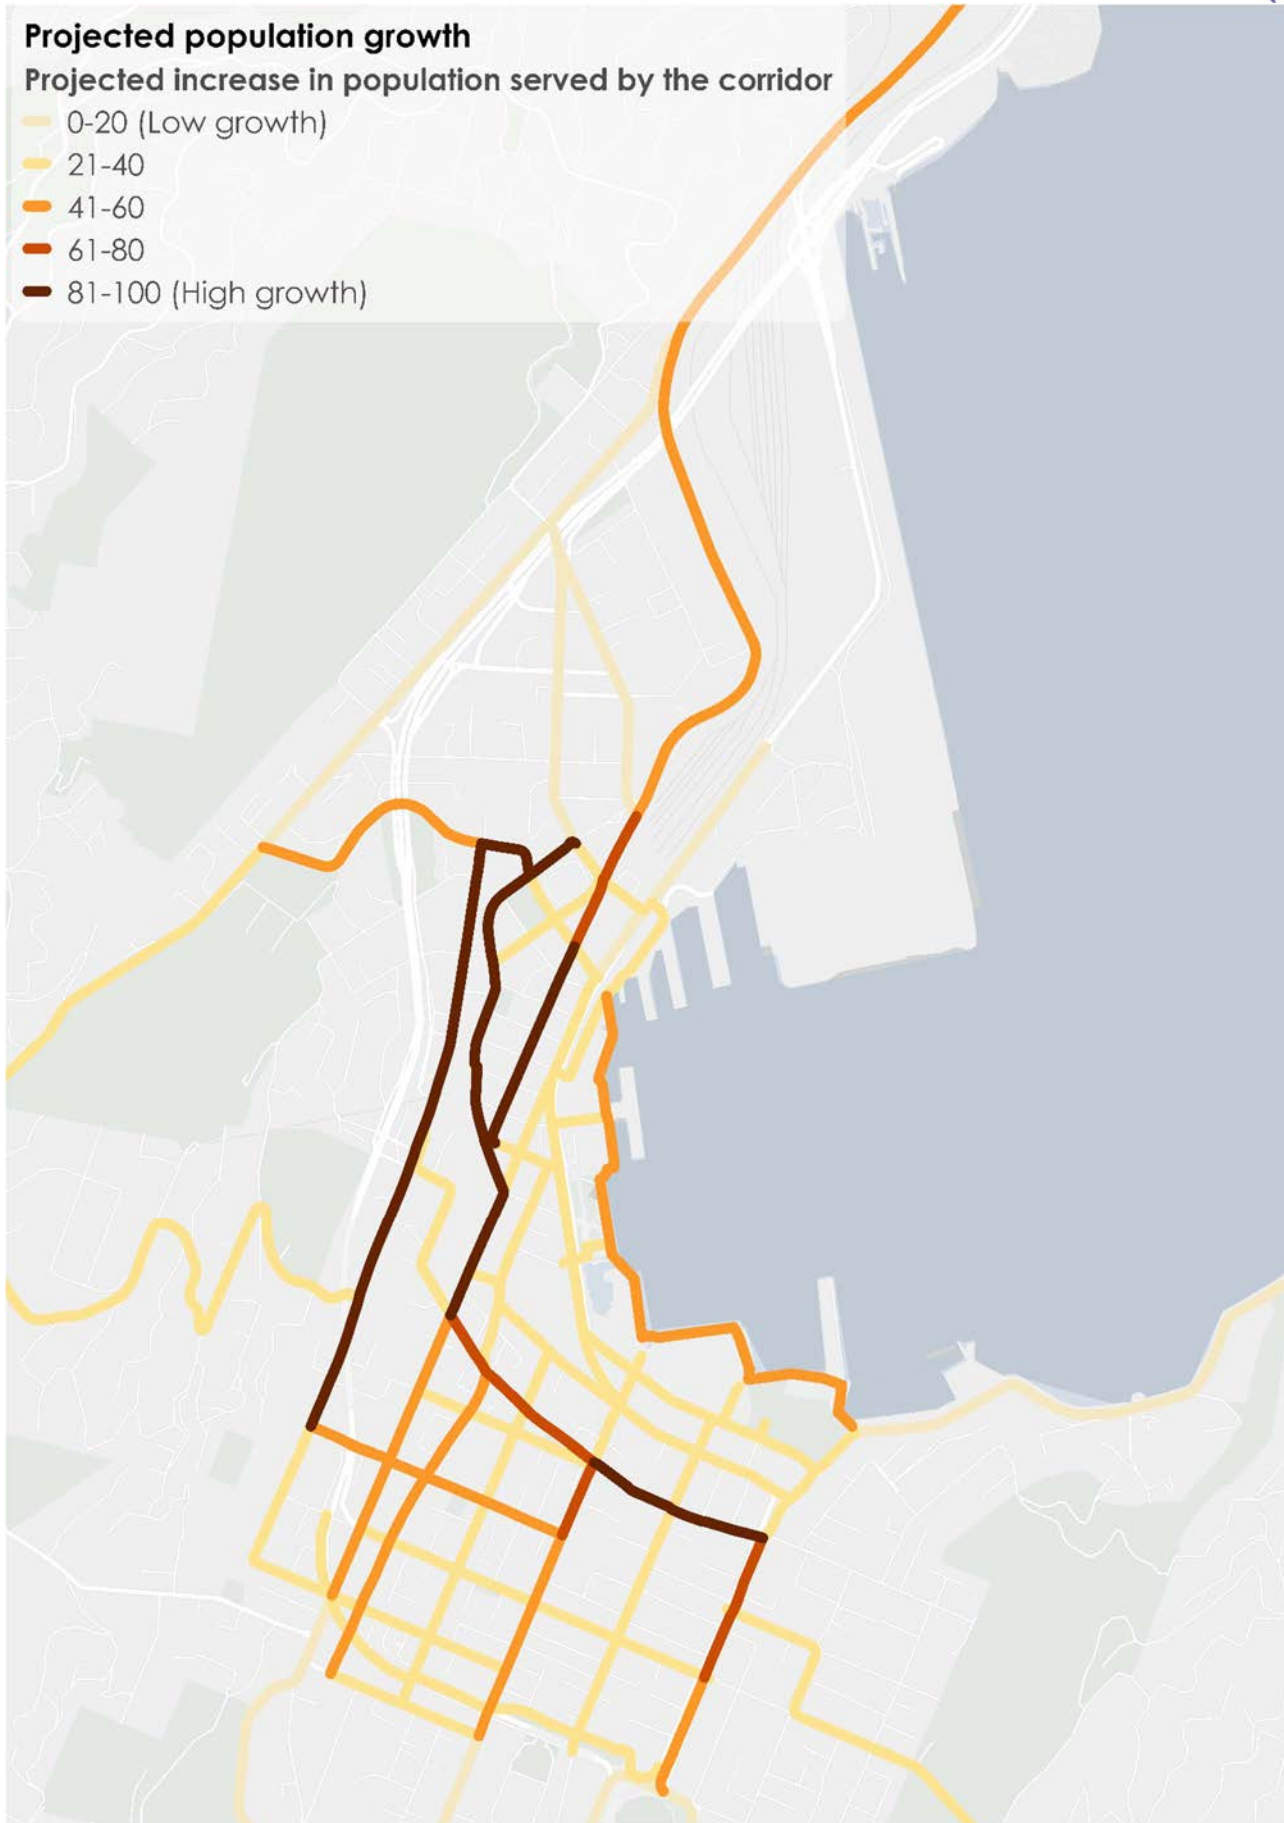 Projected population growth
Projected increase in population served by the corridor
0-20 (Low growth)
21-40
41-60
61-80
81-100 (High growth)